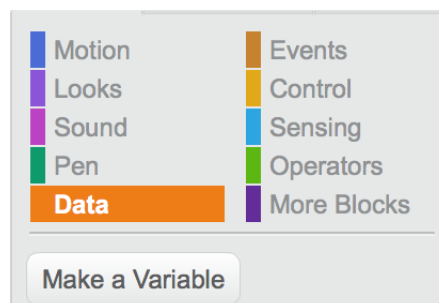 Motion
Looks
Sound
Pen
Data
Events
Control
Sensing
Operators
More Blocks
Make a Variable